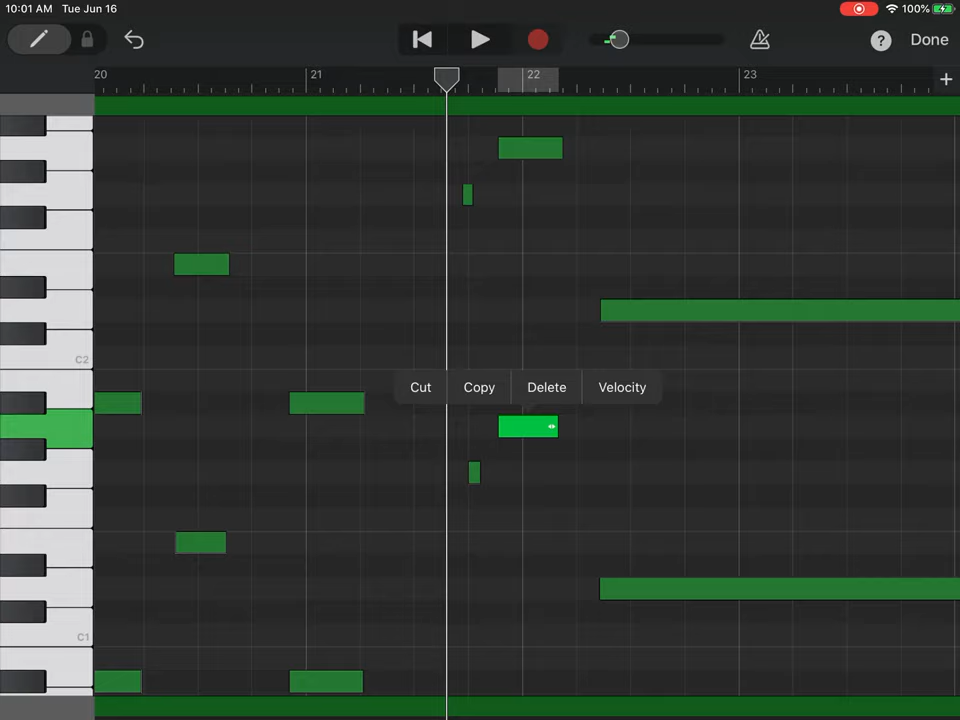 10:01 AM Tue Jun 16 100%
? Done
20 21 22 23 +
C2
Cut Copy Delete Velocity
C1